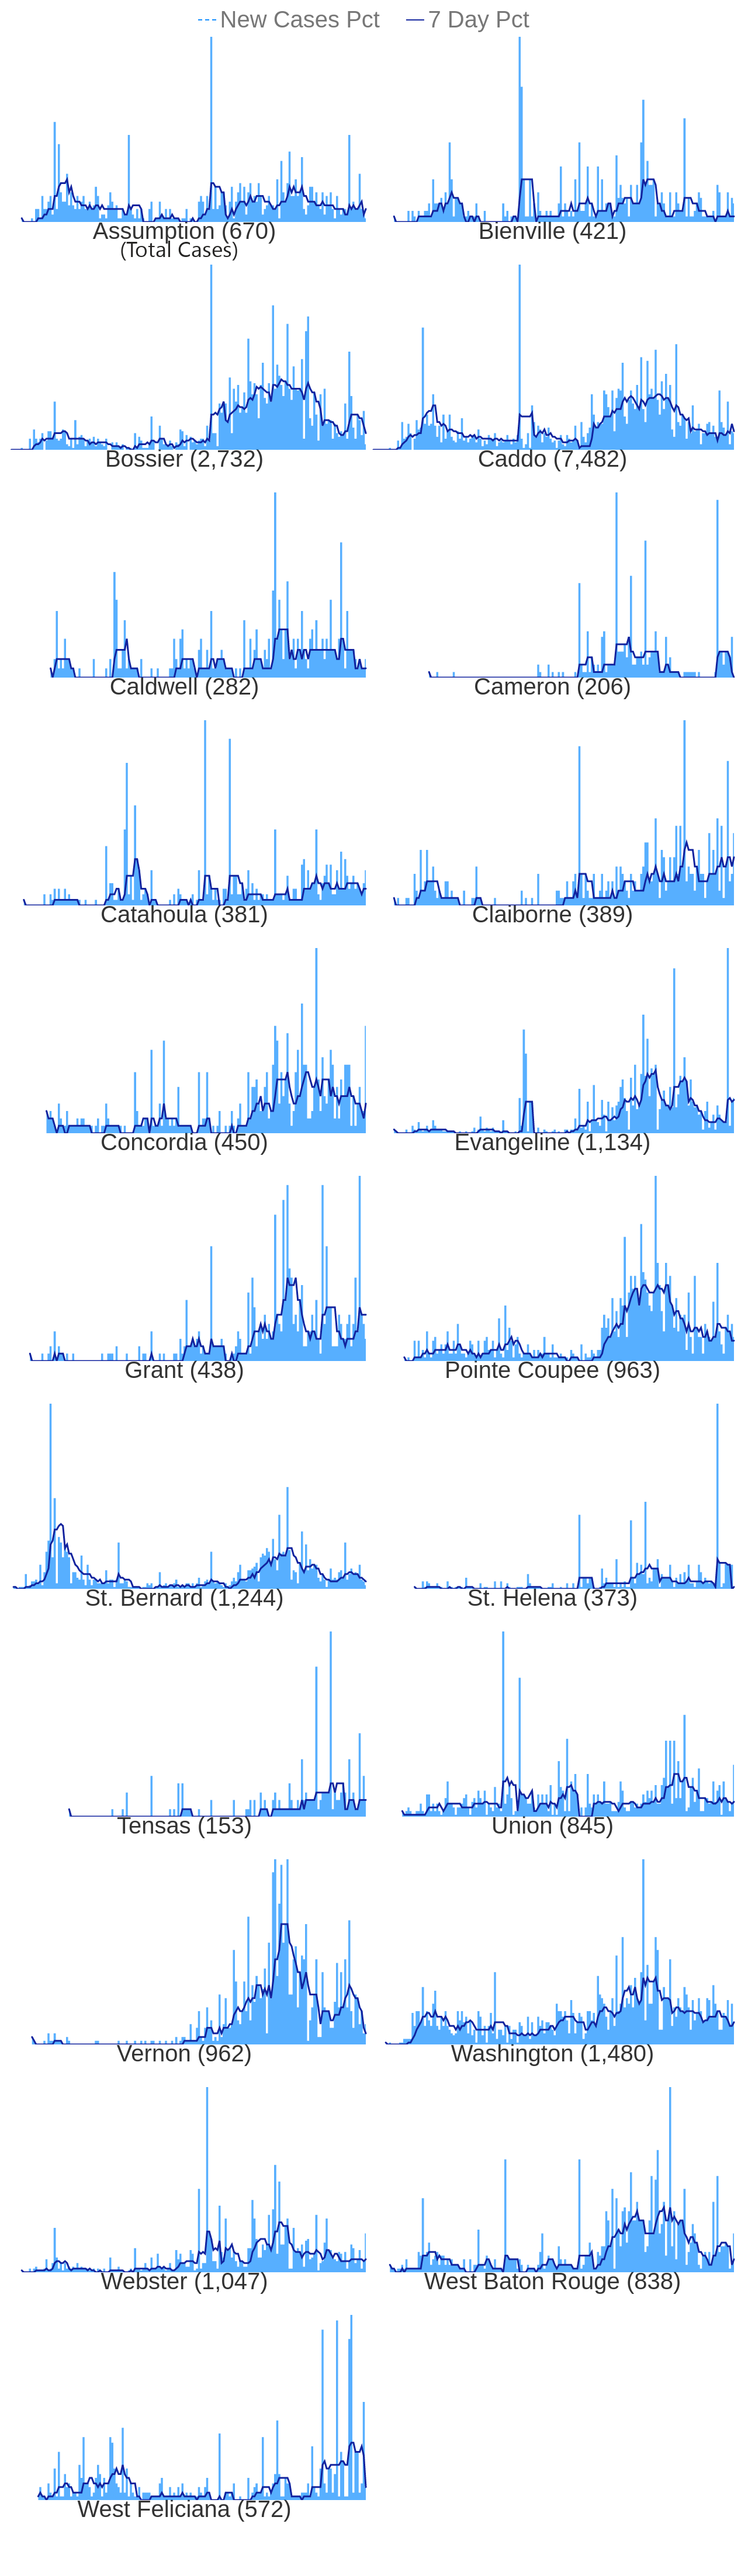 New Cases Pct 7 Day Pct
Assumption (670) Bienville (421)
(Total Cases)
Bossier (2,732) Caddo (7,482)
Caldwell (282) Cameron (206)
Catahoula (381) Claiborne (389)
Concordia (450) Evangeline (1,134)
Grant (438) Pointe Coupee (963)
St. Bernard (1,244) St. Helena (373)
Tensas (153) Union (845)
Vernon (962) Washington (1,480)
Webster (1,047) West Baton Rouge (838)
West Feliciana (572)